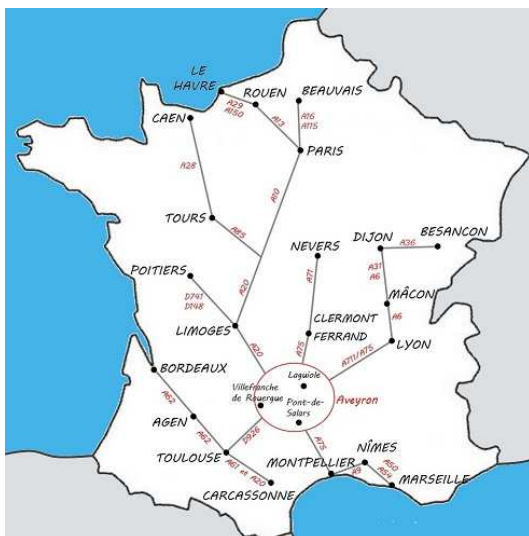 LE
HAVRE
ROUEN
BEAUVAIS
A29
A150
A13
A16
A115
CAEN
PARIS
A28
A10
TOURS
A85
NEVERS
DIJON
A36
BESANCON
A31
A6
POITIERS
A20
A71
D741
D148
MÂCON
A6
LIMOGES
CLERMONT
FERRAND
LYON
A20
A75
A711/A75
BORDEAUX
Laguiole
Villefranche
de Rouergue
Pont-de-
Salars
Aveyron
A62
AGEN
A62
D926
A75
TOULOUSE
A61 et A20
CARCASSONNE
MONTPELLIER
NÎMES
A9
A50
A54
MARSEILLE